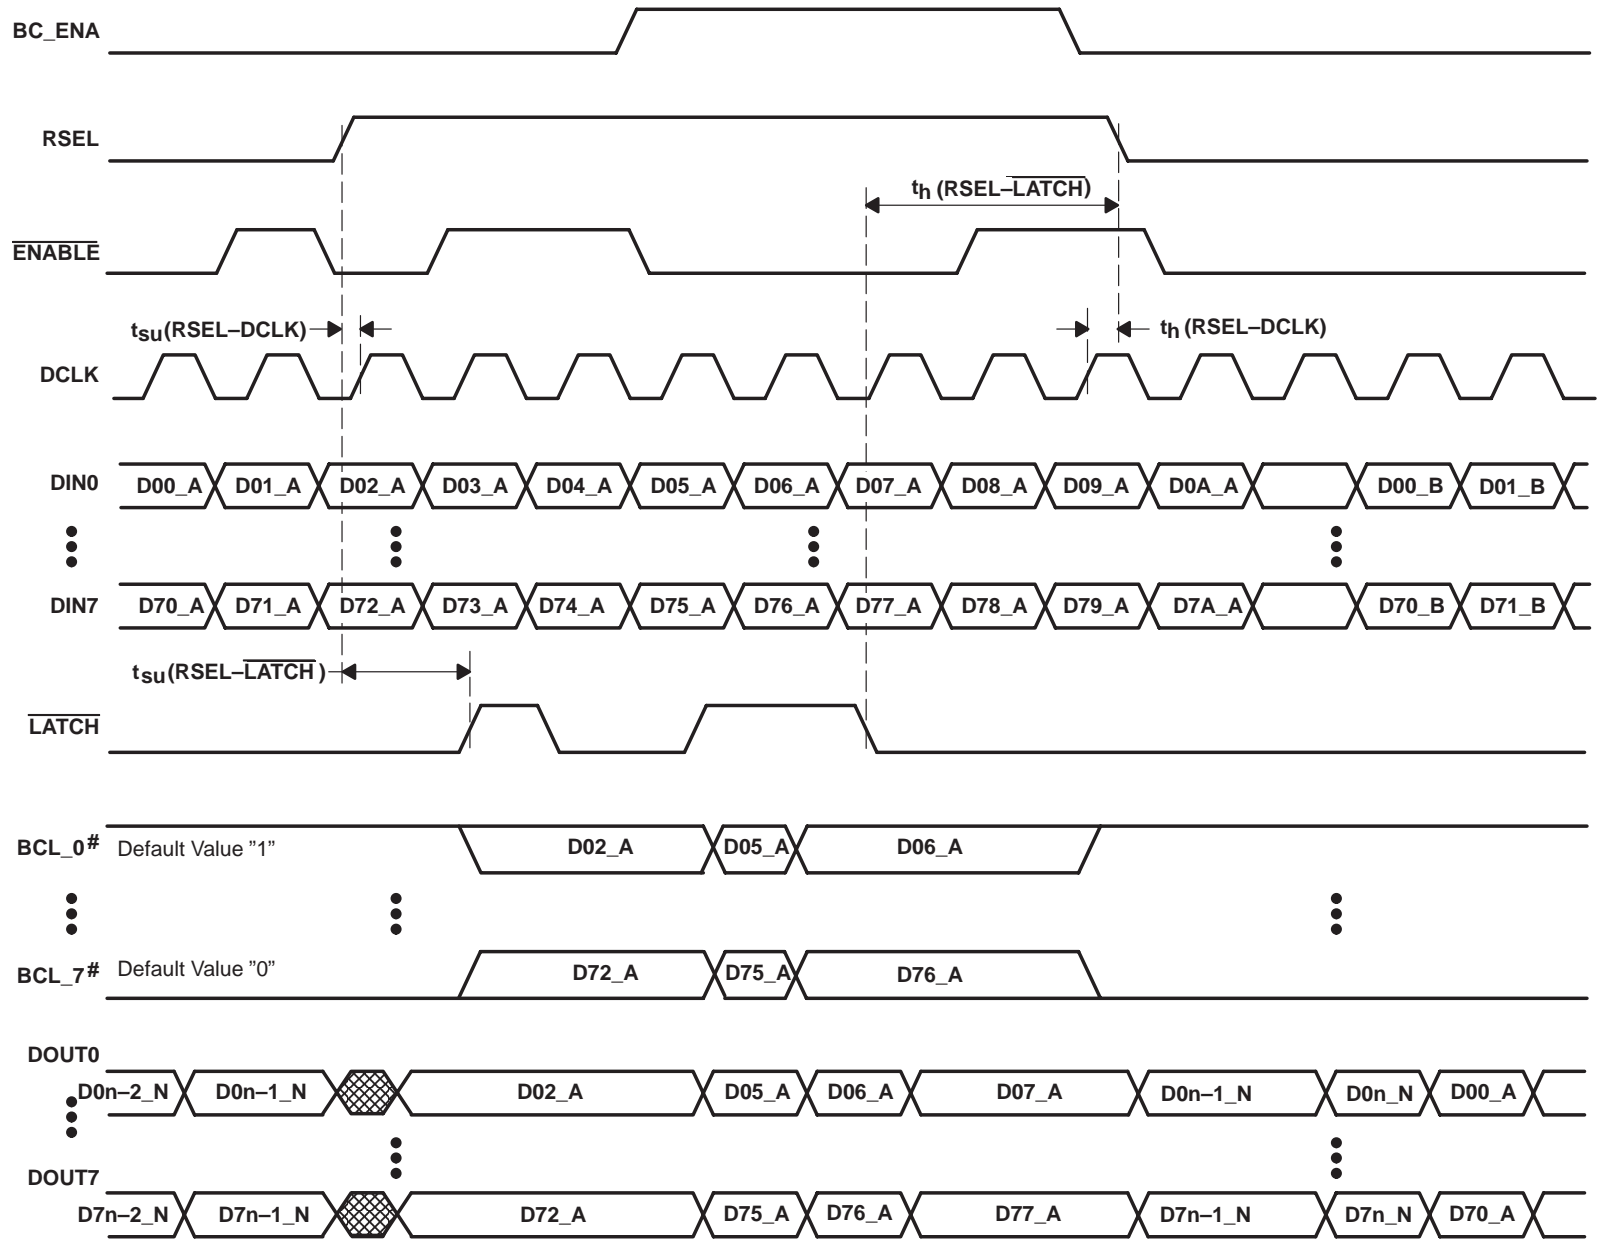 BC_ENA
RSEL
th (RSEL–LATCH)
ENABLE
tsu(RSEL–DCLK)
th (RSEL–DCLK)
DCLK
DIN0 D00_A D01_A D02_A D03_A D04_A D05_A D06_A D07_A D08_A D09_A D0A_A D00_B D01_B
DIN7 D70_A D71_A D72_A D73_A D74_A D75_A D76_A D77_A D78_A D79_A D7A_A D70_B D71_B
tsu(RSEL–LATCH)
LATCH
BCL_0# Default Value ”1” D02_A D05_A D06_A
BCL_7# Default Value ”0” D72_A D75_A D76_A
DOUT0
D0n–2_N D0n–1_N D02_A D05_A D06_A D07_A D0n–1_N D0n_N D00_A
DOUT7
D7n–2_N D7n–1_N D72_A D75_A D76_A D77_A D7n–1_N D7n_N D70_A